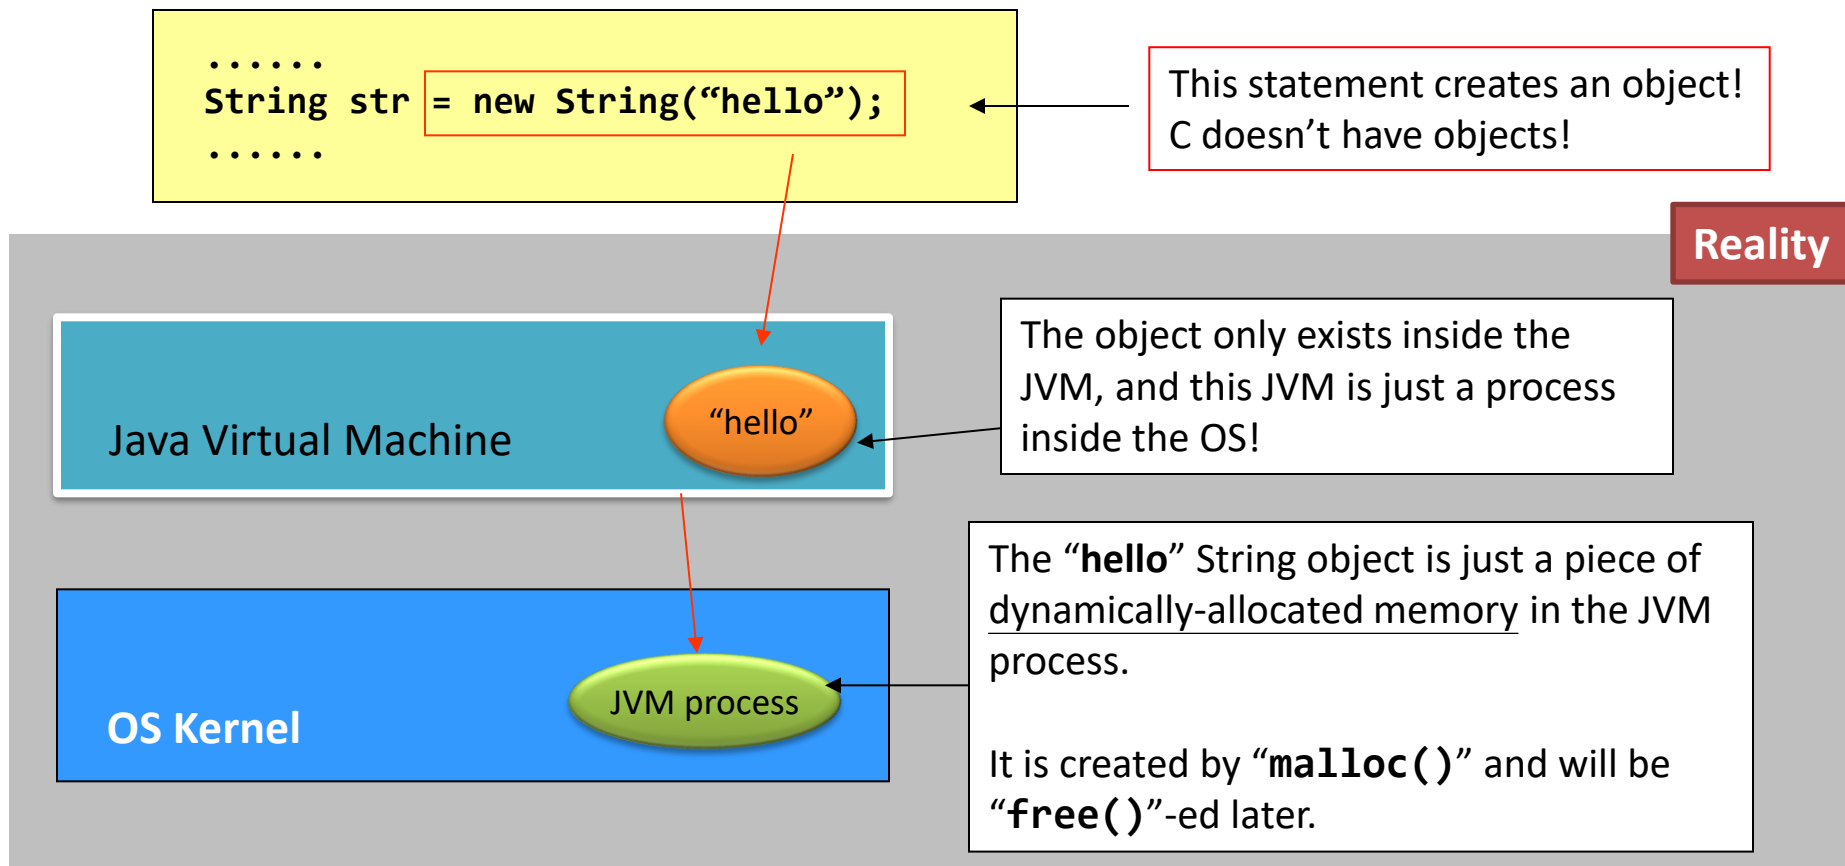 ......
String str = new String(“hello”);
......
This statement creates an object!
C doesn’t have objects!
Reality
The object only exists inside the
JVM, and this JVM is just a process
inside the OS!
“hello”
Java Virtual Machine
The “hello” String object is just a piece of
dynamically-allocated memory in the JVM
process.
It is created by “malloc()” and will be
“free()”-ed later.
JVM process
OS Kernel